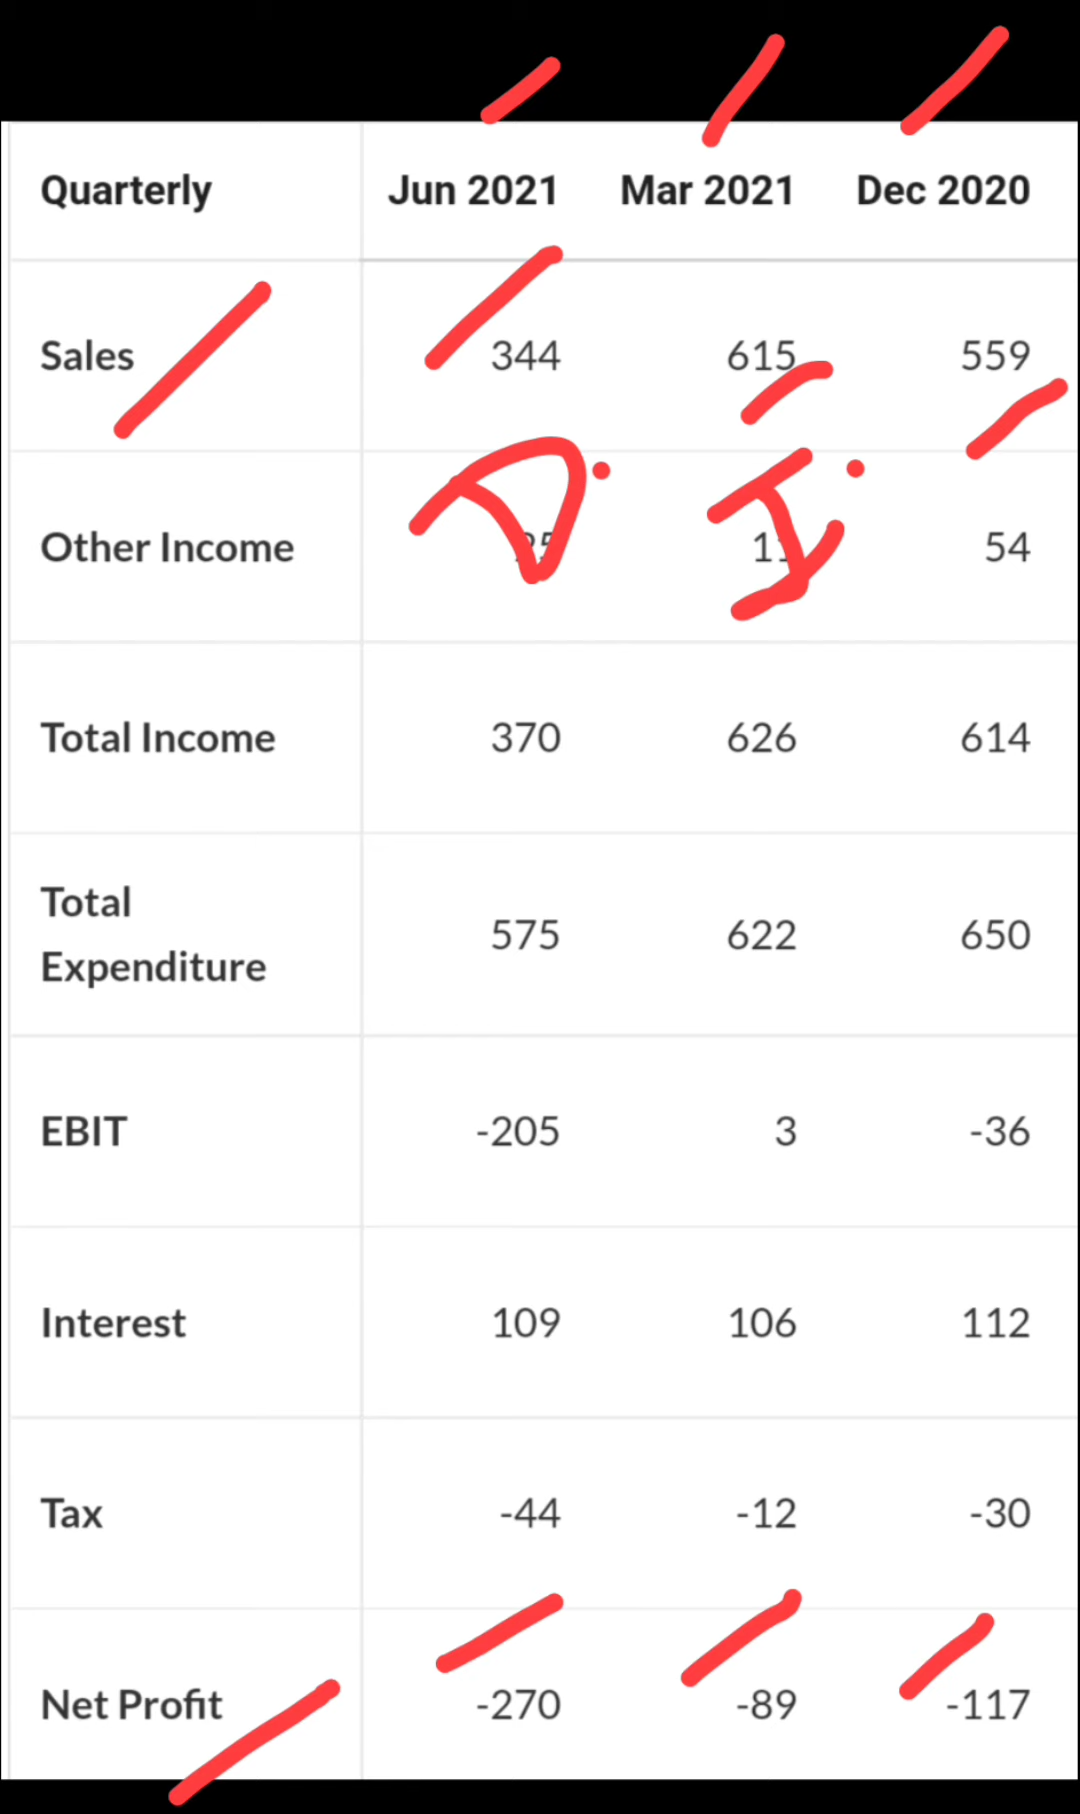 Quarterly Jun 2021 Mar 2021 Dec 2020
Sales 344 615 559
Other Income 54
Total Income 370 626 614
Total
Expenditure 575 622 650
EBIT -205 3 -36
Interest 109 106 112
Tax -44 -12 -30
Net Profit -270 -89 -117